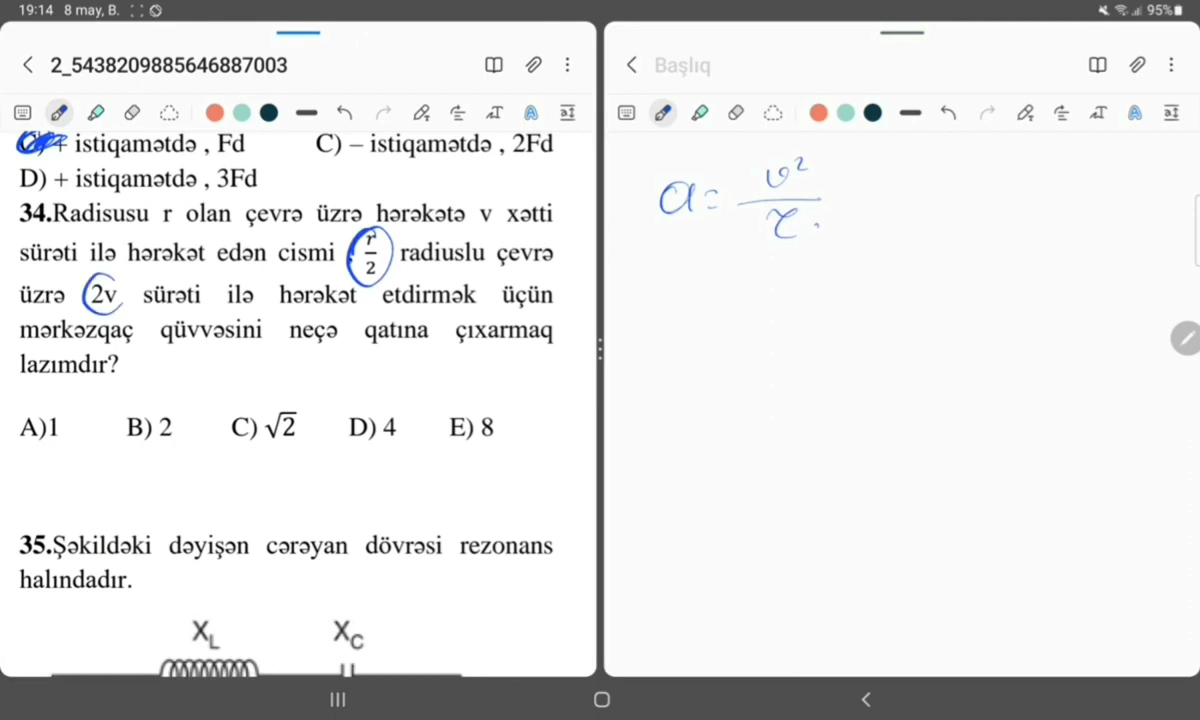 19:14 8 may, B.
95%
2_5438209885646887003
Başlıq
+ istiqamətdə , Fd C) – istiqamətdə , 2Fd
D) + istiqamətdə , 3Fd
34.Radisusu r olan çevrə üzrə hərəkətə v xətti
sürəti ilə hərəkət edən cismi r/2 radiuslu çevrə
üzrə 2v sürəti ilə hərəkət etdirmək üçün
mərkəzqaç qüvvəsini neçə qatına çıxarmaq
lazımdır?
A)1 B) 2 C) √2 D) 4 E) 8
35.Şəkildəki dəyişən cərəyan dövrəsi rezonans
halındadır.
X_L X_C
a = v²/r